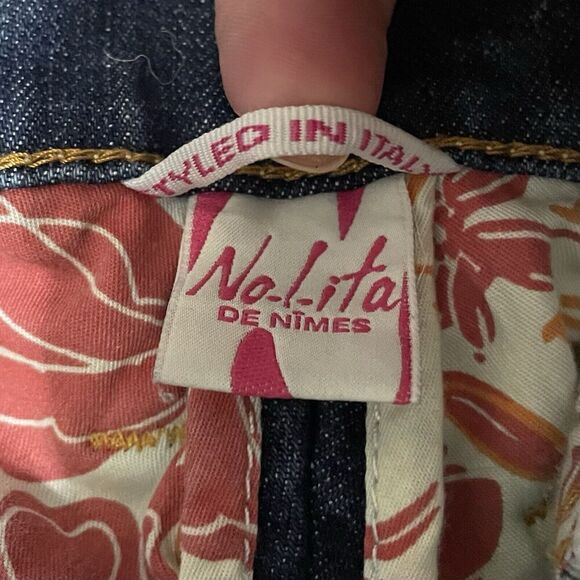 STYLED IN ITALY
No.l.ita
DE NÎMES